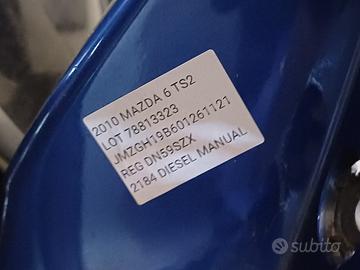 2010 MAZDA 6 TS2
LOT 78813323
JMZGH19B601261121
REG DN59SZX
2184 DIESEL MANUAL
subito